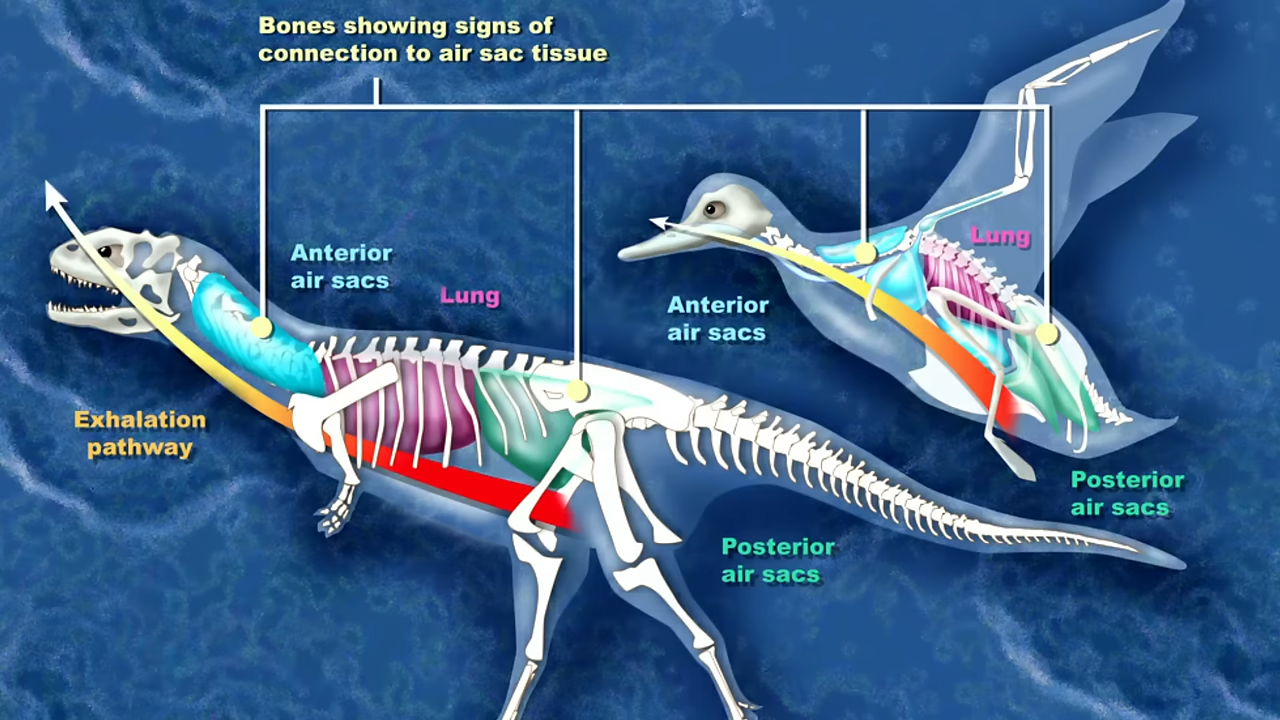 Bones showing signs of
connection to air sac tissue
Anterior
air sacs
Lung
Lung
Anterior
air sacs
Exhalation
pathway
Posterior
air sacs
Posterior
air sacs